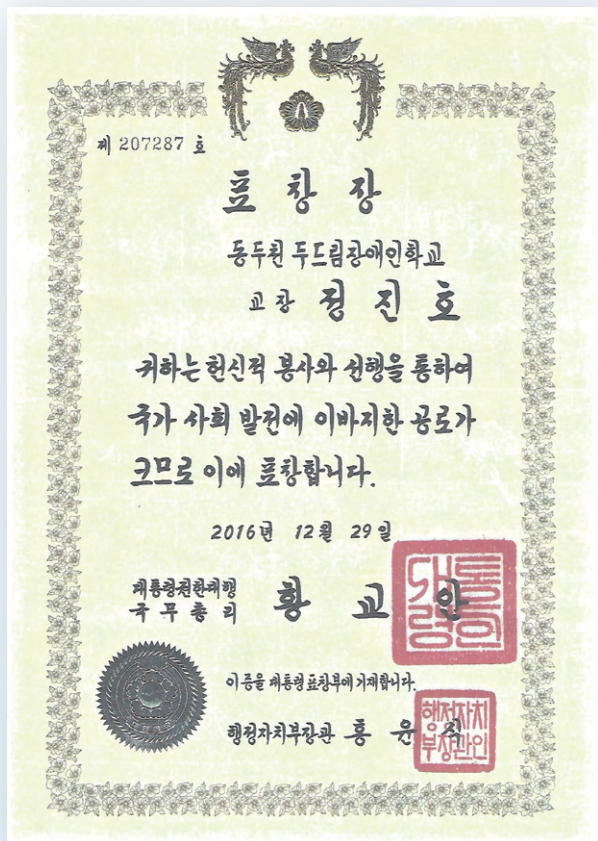 제 207287 호
표 창 장
동두천 두드림장애인학교
교장 정 진 호
귀하는 헌신적 봉사와 선행을 통하여
국가 사회 발전에 이바지한 공로가
크므로 이에 표창합니다.
2016년 12월 29일
대통령권한대행
국 무 총 리 황 교 안
대통령의
이 증을 대통령표창부에 기재합니다.
행정자치부장관 홍 윤 식
행정자치
부장관인